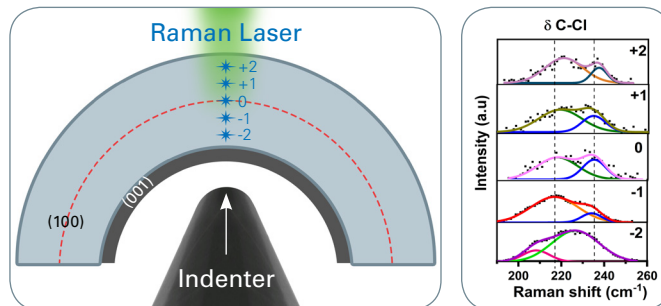 Raman Laser
+2
+1
0
-1
-2
(001)
(100)
Indenter
δ C-Cl
Intensity (a.u)
+2
+1
0
-1
-2
200 220 240 260
Raman shift (cm-1)